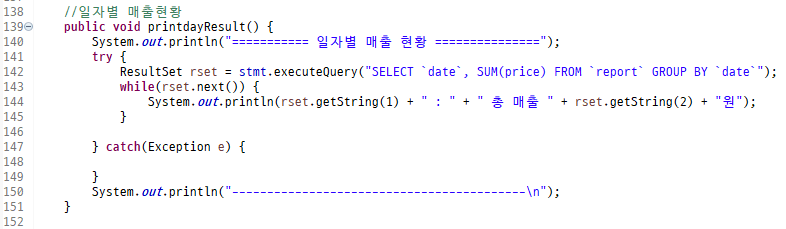 138 //일자별 매출현황
139 public void printdayResult() {
140 System.out.println("=========== 일자별 매출 현황 ===============");
141 try {
142 ResultSet rset = stmt.executeQuery("SELECT `date`, SUM(price) FROM `report` GROUP BY `date`");
143 while(rset.next()) {
144 System.out.println(rset.getString(1) + " : " + " 총 매출 " + rset.getString(2) + "원");
145 }
146
147 } catch(Exception e) {
148
149 }
150 System.out.println("------------------------------------------\n");
151 }
152